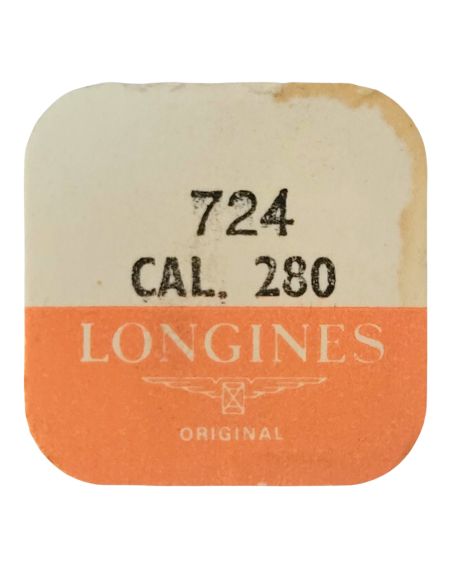 724
CAL. 280
LONGINES
ORIGINAL